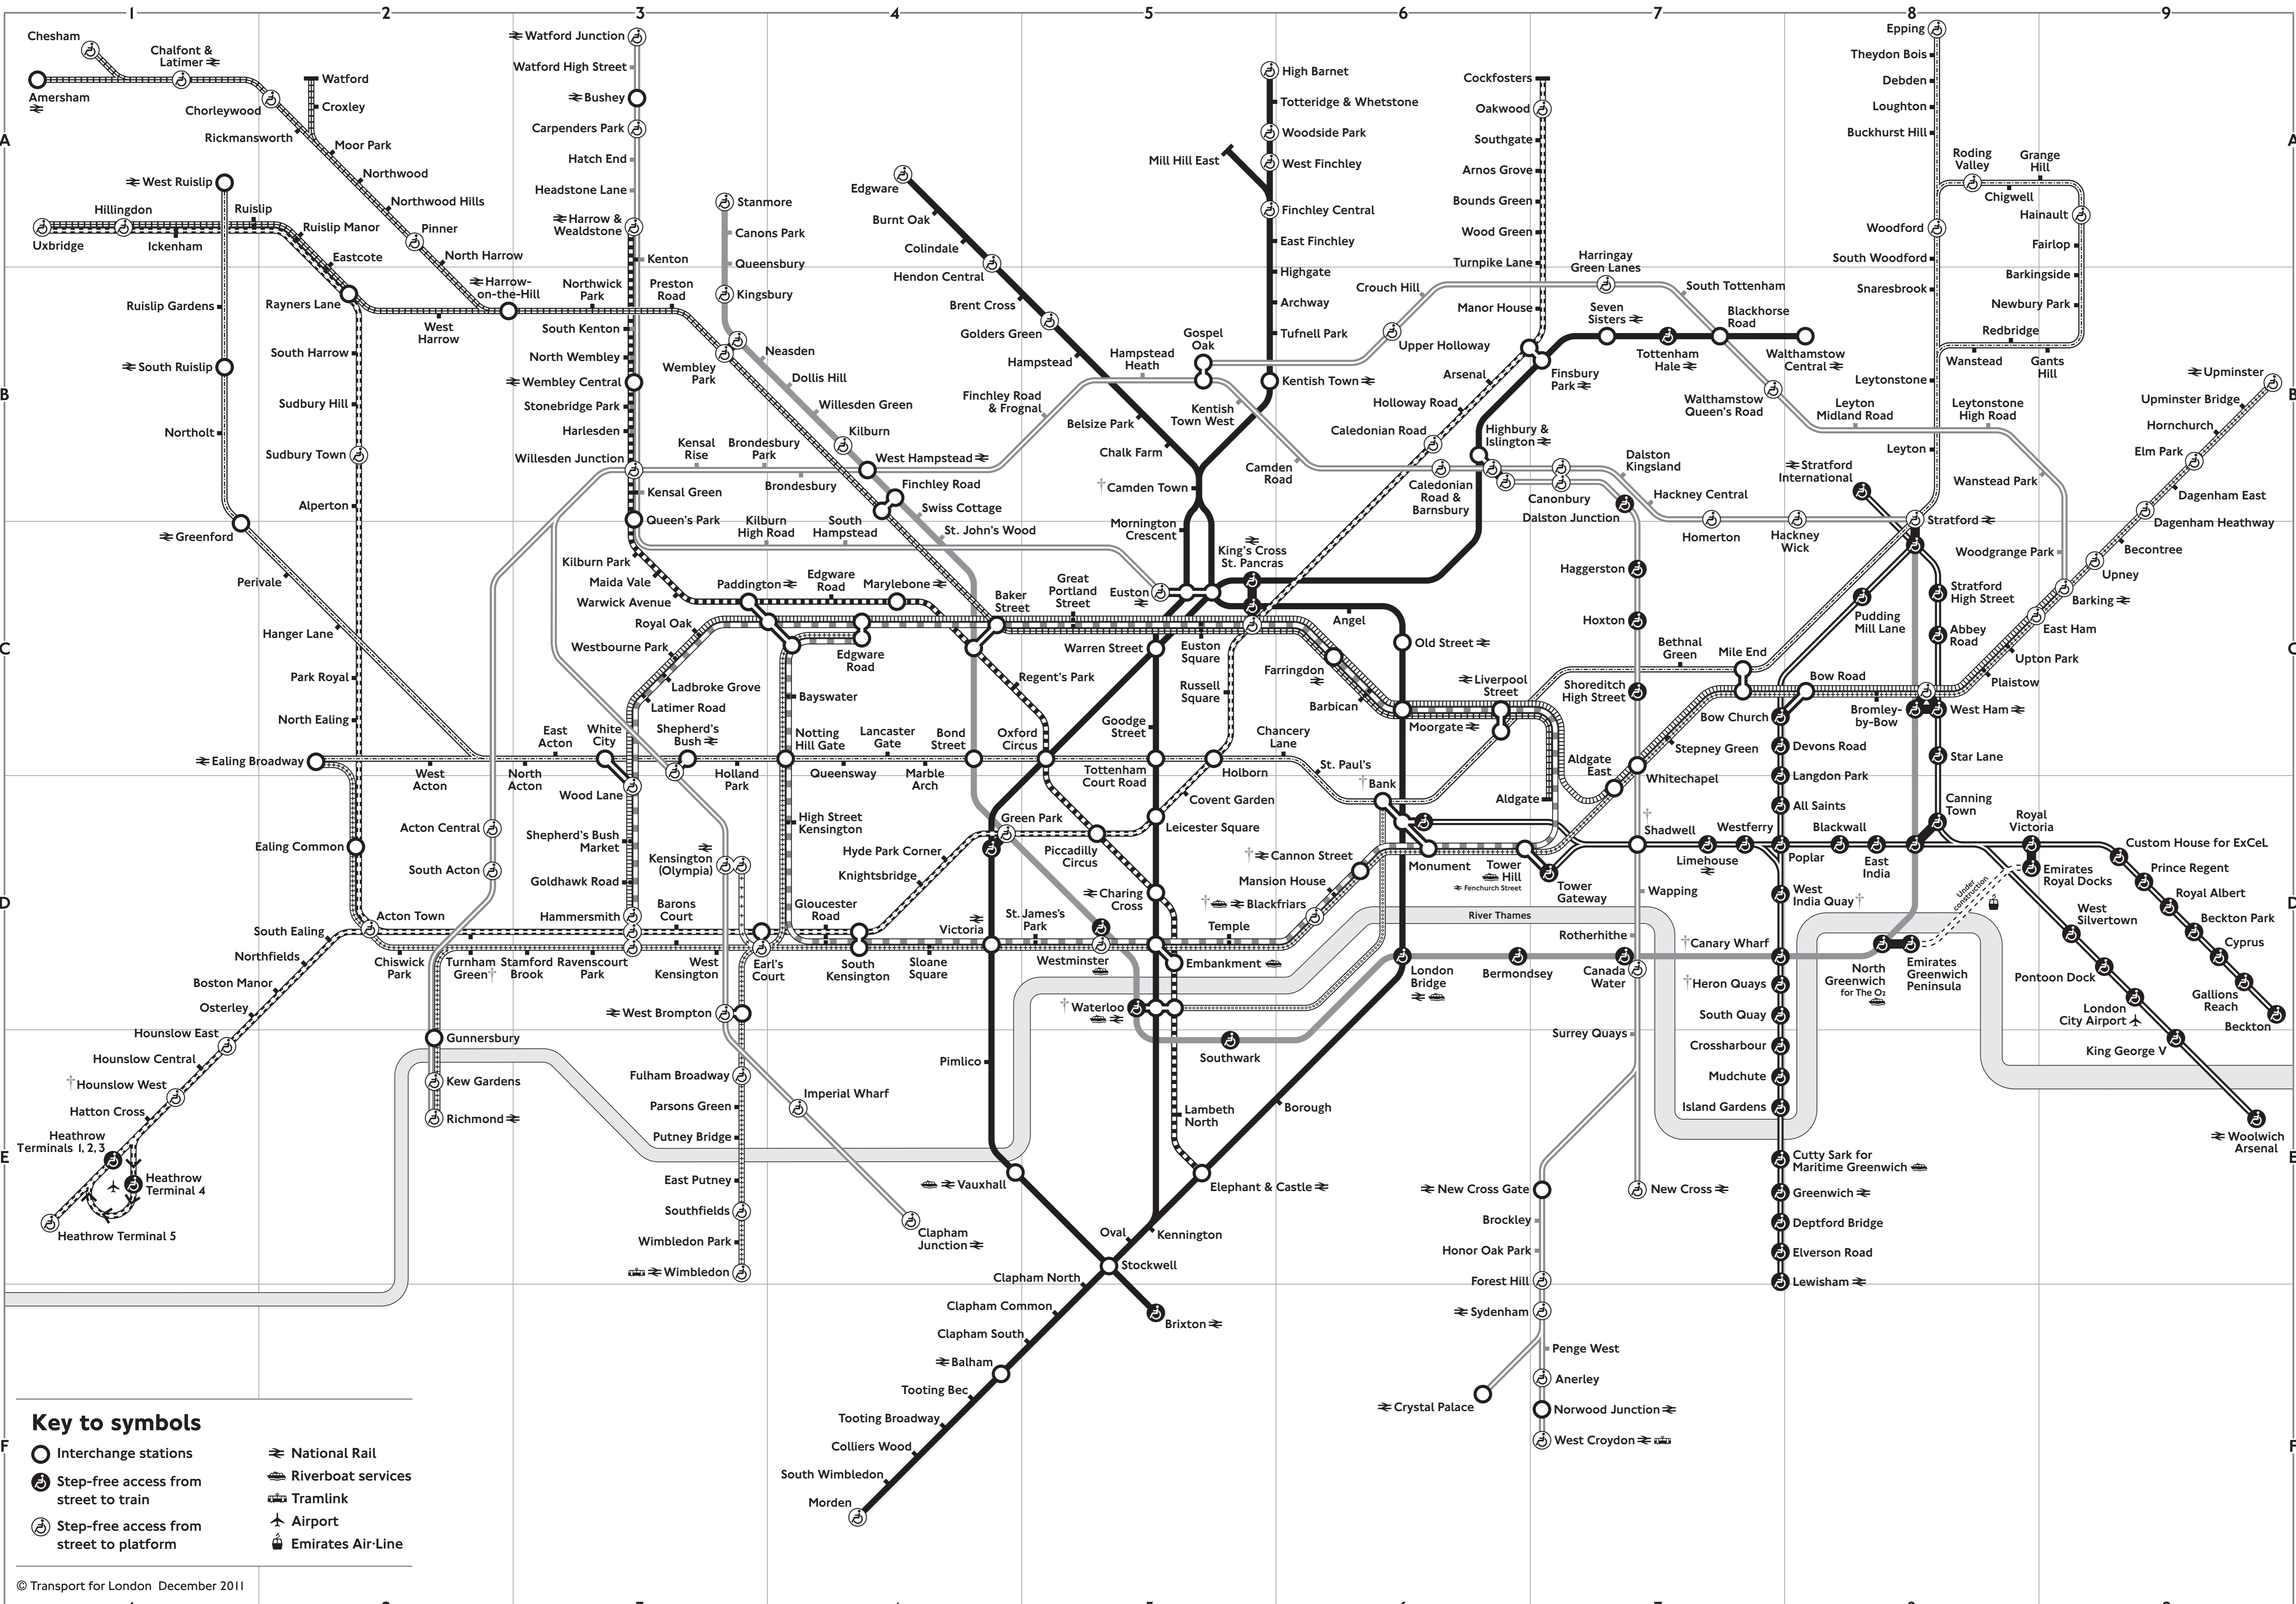 1
2
3
4
5
6
7
8
9
A
A
B
B
C
C
D
D
E
E
F
F
Chesham
Chalfont &
Latimer
Amersham
Chorleywood
Rickmansworth
Watford
Croxley
Moor Park
Northwood
Northwood Hills
Pinner
North Harrow
Harrow-
on-the-Hill
Northwick
Park
Preston
Road
West
Harrow
West Ruislip
Hillingdon
Ruislip
Uxbridge
Ickenham
Ruislip Manor
Eastcote
Rayners Lane
Ruislip Gardens
South Ruislip
Northolt
Greenford
Perivale
Hanger Lane
South Harrow
Sudbury Hill
Sudbury Town
Alperton
Park Royal
North Ealing
Ealing Broadway
Ealing Common
West
Acton
North
Acton
East
Acton
White
City
Shepherd's
Bush
Holland
Park
Notting
Hill Gate
Queensway
Lancaster
Gate
Marble
Arch
Bond
Street
Oxford
Circus
Tottenham
Court Road
Holborn
Chancery
Lane
St. Paul's
† Bank
Watford Junction
Watford High Street
Bushey
Carpenders Park
Hatch End
Headstone Lane
Harrow &
Wealdstone
Kenton
South Kenton
North Wembley
Wembley Central
Stonebridge Park
Harlesden
Willesden Junction
Kensal Green
Queen's Park
Kilburn Park
Maida Vale
Warwick Avenue
Paddington
Edgware
Road
Marylebone
Baker
Street
Great
Portland
Street
Royal Oak
Westbourne Park
Ladbroke Grove
Latimer Road
Edgware
Road
Bayswater
Wood Lane
Shepherd's Bush
Market
Goldhawk Road
Hammersmith
High Street
Kensington
Kensington
(Olympia)
Stanmore
Canons Park
Queensbury
Kingsbury
Wembley
Park
Neasden
Dollis Hill
Willesden Green
Kilburn
West Hampstead
Finchley Road
Swiss Cottage
St. John's Wood
Kensal
Rise
Brondesbury
Park
Brondesbury
Kilburn
High Road
South
Hampstead
Finchley Road
& Frognal
Hampstead
Heath
Gospel
Oak
Kentish
Town West
Camden
Road
Edgware
Burnt Oak
Colindale
Hendon Central
Brent Cross
Golders Green
Hampstead
Belsize Park
Chalk Farm
† Camden Town
Mornington
Crescent
Euston
King's Cross
St. Pancras
High Barnet
Totteridge & Whetstone
Woodside Park
West Finchley
Mill Hill East
Finchley Central
East Finchley
Highgate
Archway
Tufnell Park
Kentish Town
Cockfosters
Oakwood
Southgate
Arnos Grove
Bounds Green
Wood Green
Turnpike Lane
Manor House
Crouch Hill
Harringay
Green Lanes
South Tottenham
Upper Holloway
Seven
Sisters
Blackhorse
Road
Finsbury
Park
Tottenham
Hale
Walthamstow
Central
Walthamstow
Queen's Road
Leyton
Midland Road
Leytonstone
High Road
Wanstead Park
Woodgrange Park
Arsenal
Holloway Road
Caledonian Road
Highbury &
Islington
Caledonian
Road &
Barnsbury
Canonbury
Dalston
Kingsland
Dalston Junction
Hackney Central
Homerton
Hackney
Wick
Stratford
Stratford
International
Epping
Theydon Bois
Debden
Loughton
Buckhurst Hill
Roding
Valley
Grange
Hill
Chigwell
Hainault
Woodford
Fairlop
South Woodford
Barkingside
Snaresbrook
Newbury Park
Redbridge
Wanstead
Gants
Hill
Leytonstone
Leyton
Upminster
Upminster Bridge
Hornchurch
Elm Park
Dagenham East
Dagenham Heathway
Becontree
Upney
Barking
East Ham
Upton Park
Plaistow
West Ham
Bromley-
by-Bow
Bow Road
Bow Church
Mile End
Bethnal
Green
Stepney Green
Whitechapel
Aldgate
East
Aldgate
Liverpool
Street
Moorgate
Barbican
Farringdon
Angel
Old Street
Euston
Square
Warren Street
Regent's Park
Russell
Square
Goodge
Street
Haggerston
Hoxton
Shoreditch
High Street
Pudding
Mill Lane
Stratford
High Street
Abbey
Road
Star Lane
Canning
Town
Devons Road
Langdon Park
All Saints
†
Shadwell
Limehouse
Westferry
Poplar
Blackwall
East
India
Royal
Victoria
Custom House for ExCeL
Prince Regent
Royal Albert
Beckton Park
Cyprus
Gallions
Reach
Beckton
Emirates
Royal Docks
Under
construction
West
Silvertown
Pontoon Dock
London
City Airport
King George V
Woolwich
Arsenal
West
India Quay †
† Canary Wharf
† Heron Quays
South Quay
Crossharbour
Mudchute
Island Gardens
Cutty Sark for
Maritime Greenwich
Greenwich
Deptford Bridge
Elverson Road
Lewisham
North
Greenwich
for The O2
Emirates
Greenwich
Peninsula
Wapping
Rotherhithe
Canada
Water
Surrey Quays
New Cross
New Cross Gate
Brockley
Honor Oak Park
Forest Hill
Sydenham
Penge West
Anerley
Crystal Palace
Norwood Junction
West Croydon
Bermondsey
London
Bridge
River Thames
Monument
Tower
Hill
Fenchurch Street
Tower
Gateway
† Cannon Street
Mansion House
† Blackfriars
Temple
Covent Garden
Leicester Square
Piccadilly
Circus
Green Park
Hyde Park Corner
Knightsbridge
Charing
Cross
Embankment
Westminster
St. James's
Park
Victoria
Sloane
Square
South
Kensington
Gloucester
Road
Earl's
Court
Barons
Court
West
Kensington
Ravenscourt
Park
Stamford
Brook
Turnham
Green†
Chiswick
Park
Acton Town
Acton Central
South Acton
South Ealing
Northfields
Boston Manor
Osterley
Hounslow East
Hounslow Central
† Hounslow West
Hatton Cross
Heathrow
Terminals 1, 2, 3
Heathrow
Terminal 4
Heathrow Terminal 5
Gunnersbury
Kew Gardens
Richmond
West Brompton
Fulham Broadway
Parsons Green
Putney Bridge
East Putney
Southfields
Wimbledon Park
Wimbledon
Imperial Wharf
Clapham
Junction
† Waterloo
Southwark
Lambeth
North
Borough
Elephant & Castle
Pimlico
Vauxhall
Oval
Kennington
Stockwell
Brixton
Clapham North
Clapham Common
Clapham South
Balham
Tooting Bec
Tooting Broadway
Colliers Wood
South Wimbledon
Morden
Key to symbols
Interchange stations
Step-free access from
street to train
Step-free access from
street to platform
National Rail
Riverboat services
Tramlink
Airport
Emirates Air-Line
© Transport for London December 2011